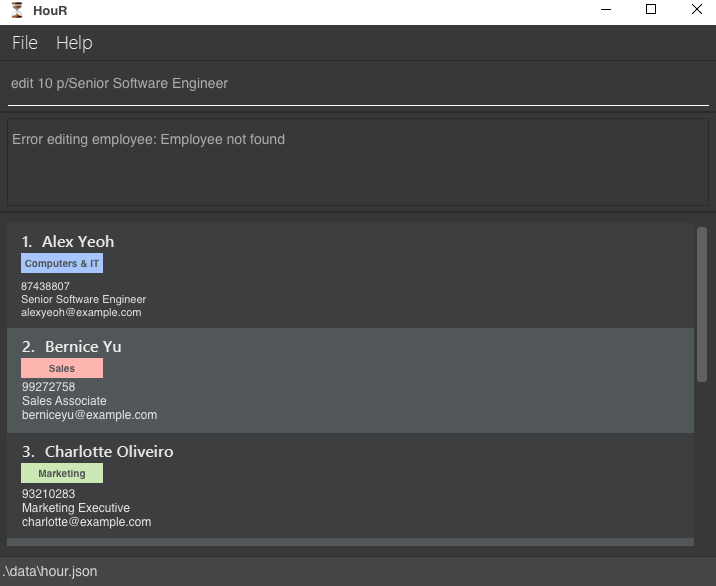 HouR
File Help
edit 10 p/Senior Software Engineer
Error editing employee: Employee not found
1. Alex Yeoh
Computers & IT
87438807
Senior Software Engineer
alexyeoh@example.com
2. Bernice Yu
Sales
99272758
Sales Associate
berniceyu@example.com
3. Charlotte Oliveiro
Marketing
93210283
Marketing Executive
charlotte@example.com
.\data\hour.json